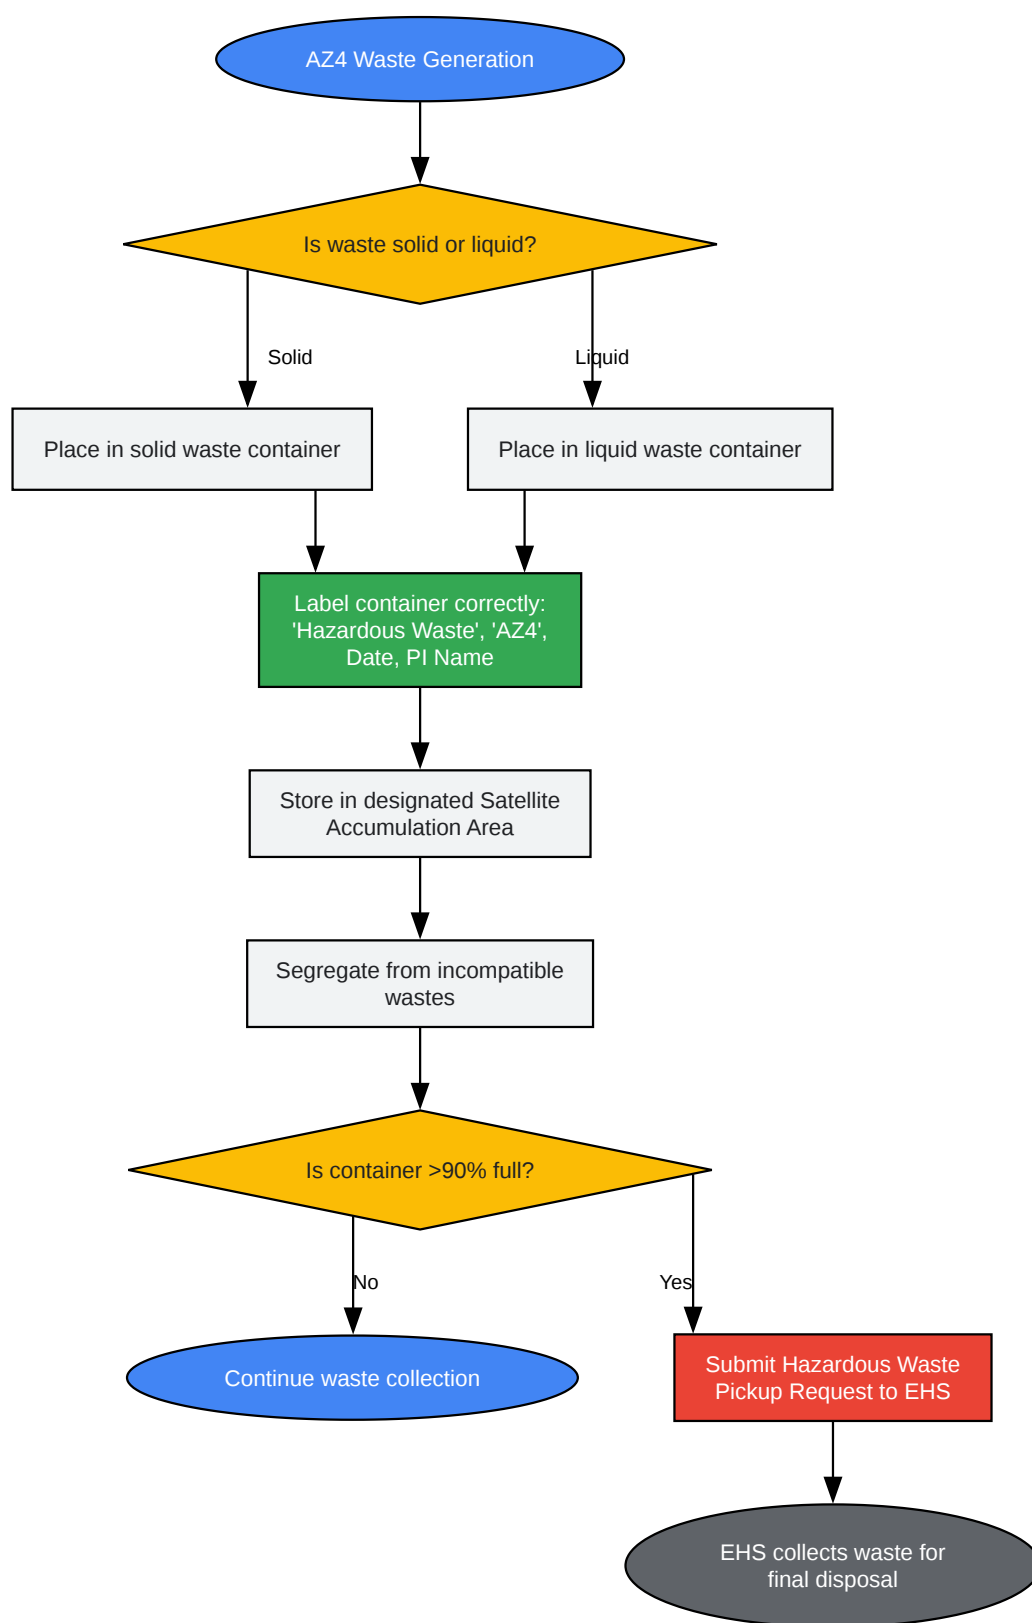 AZ4 Waste Generation
Is waste solid or liquid?
Solid
Liquid
Place in solid waste container
Place in liquid waste container
Label container correctly:
'Hazardous Waste', 'AZ4',
Date, PI Name
Store in designated Satellite
Accumulation Area
Segregate from incompatible
wastes
Is container >90% full?
No
Yes
Continue waste collection
Submit Hazardous Waste
Pickup Request to EHS
EHS collects waste for
final disposal